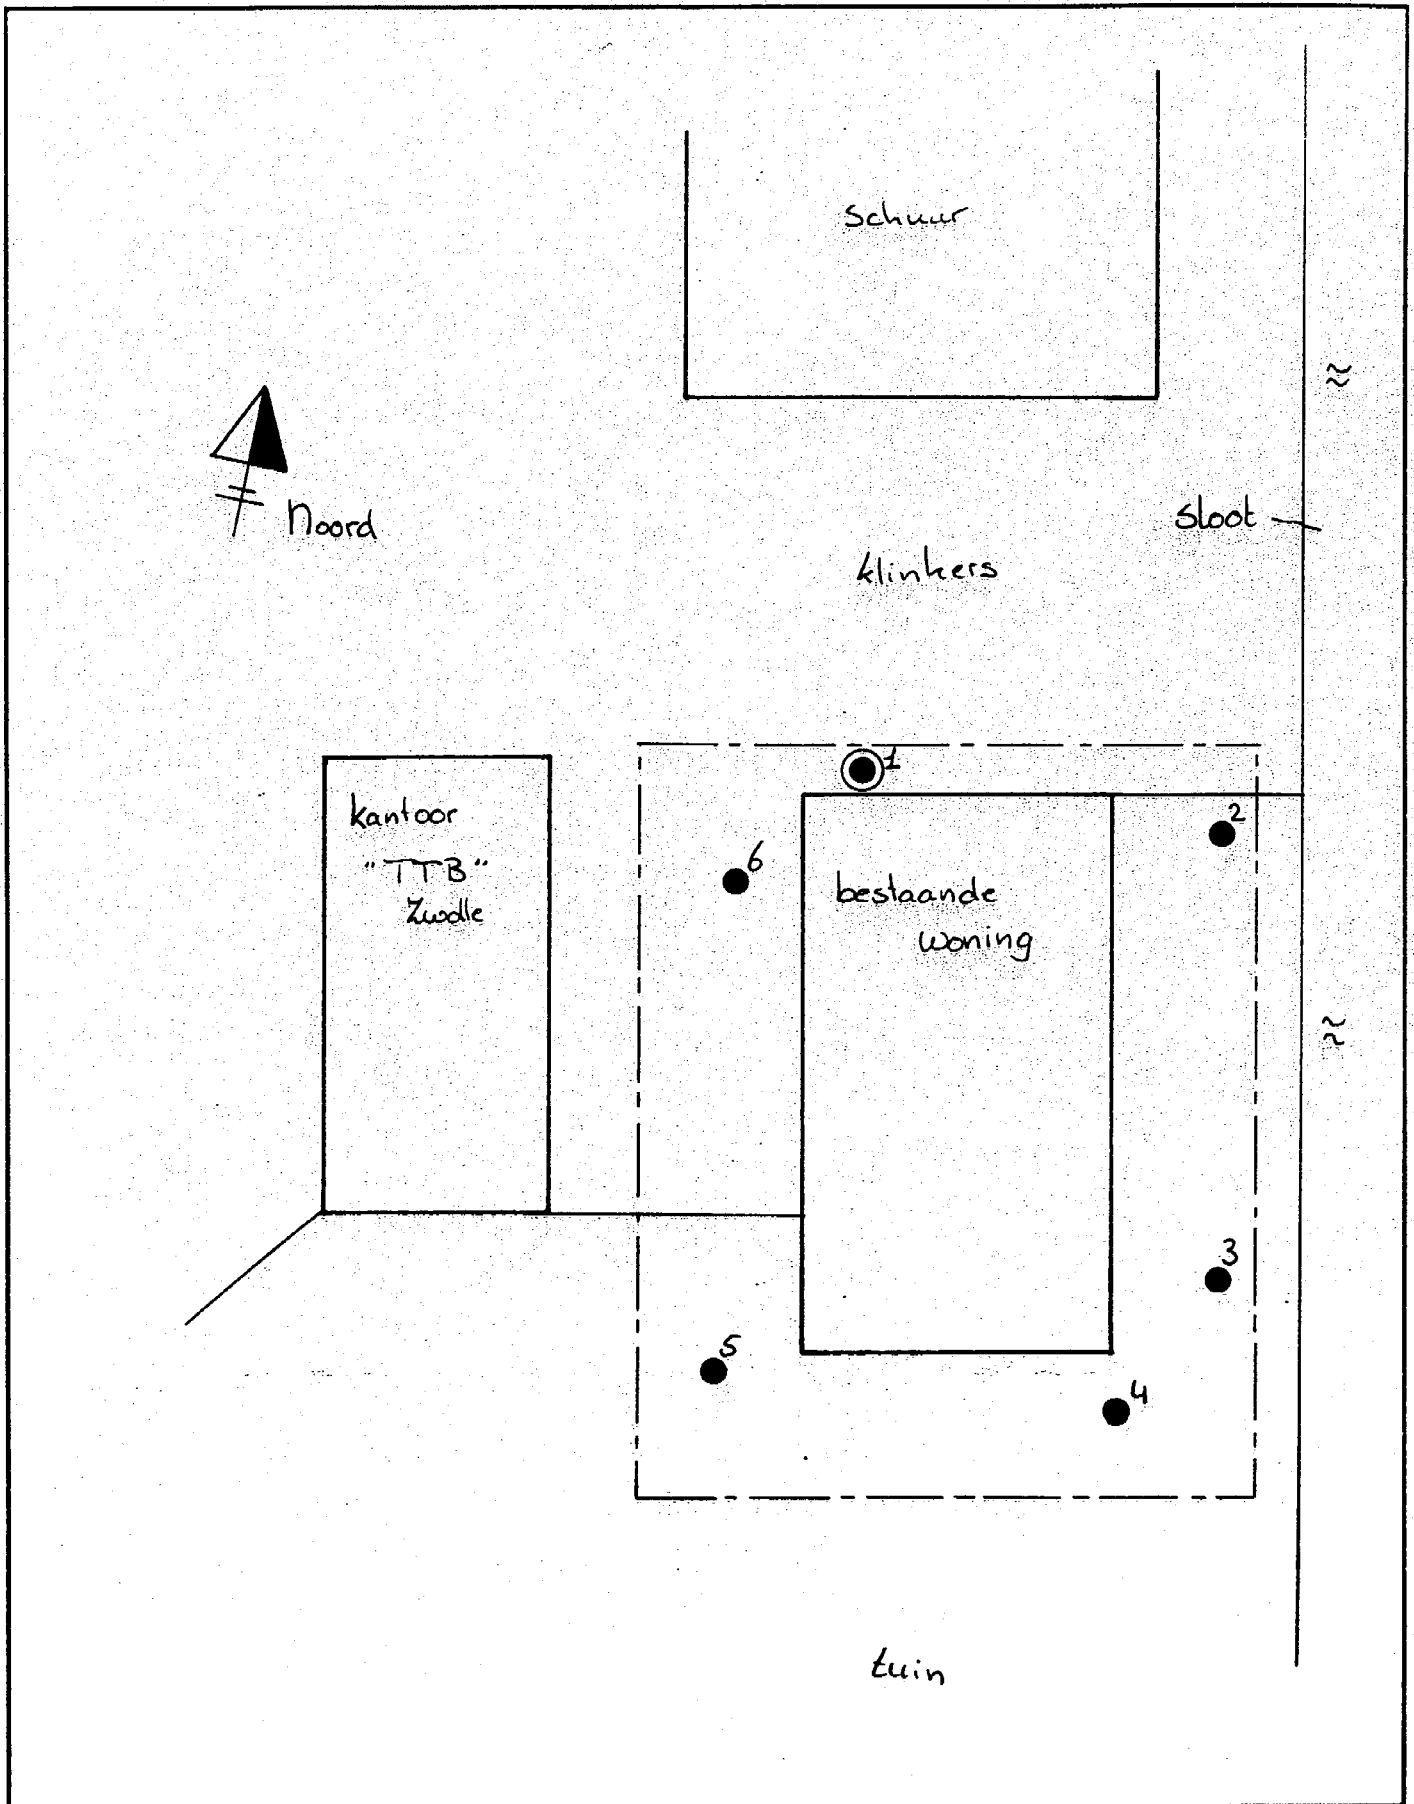 Schuur
Noord
Sloot
klinkers
1
2
kantoor
"TTB"
Zwolle
6
bestaande
woning
3
5
4
tuin